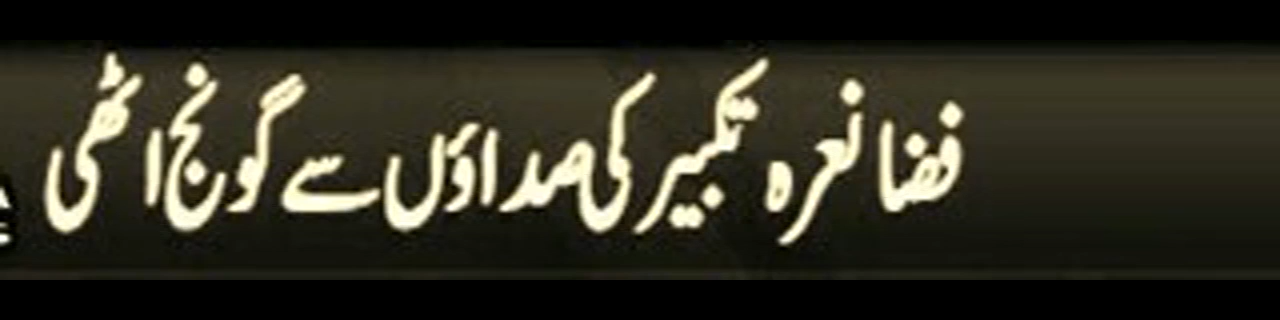 فضا نعرہ تکبیر کی صداؤں سے گونج اٹھی